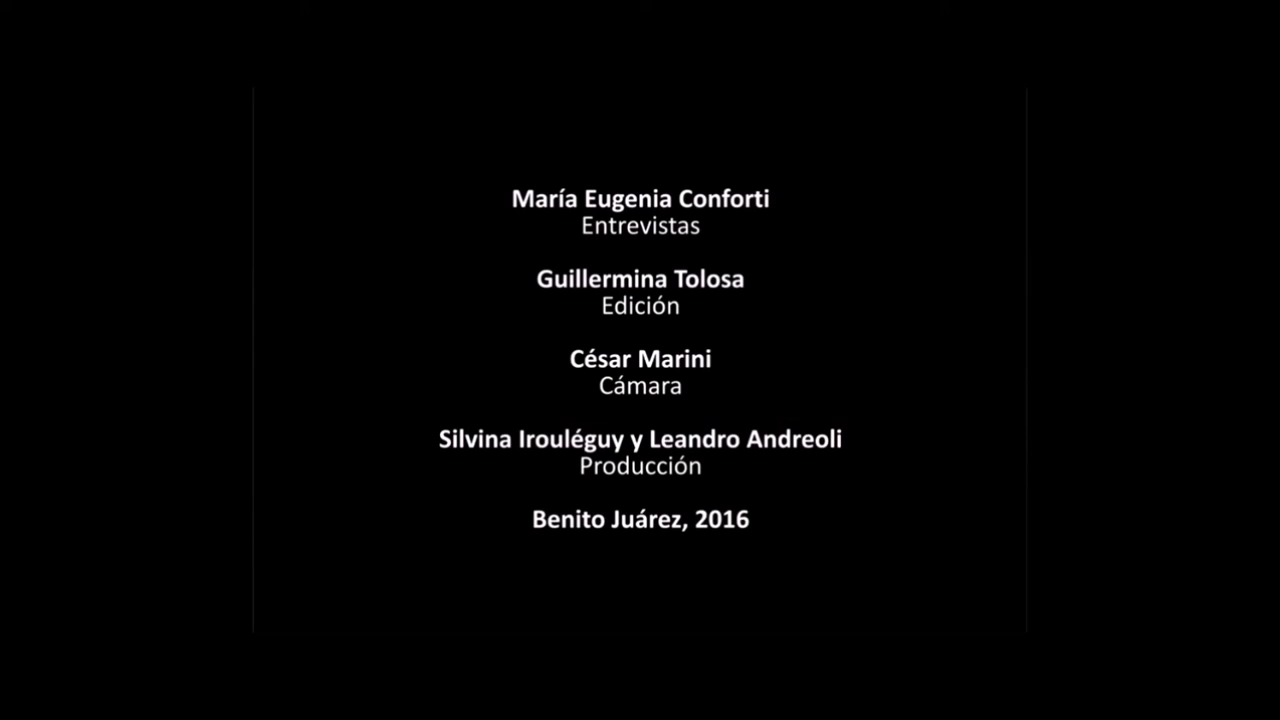 María Eugenia Conforti
Entrevistas
Guillermina Tolosa
Edición
César Marini
Cámara
Silvina Irouléguy y Leandro Andreoli
Producción
Benito Juárez, 2016